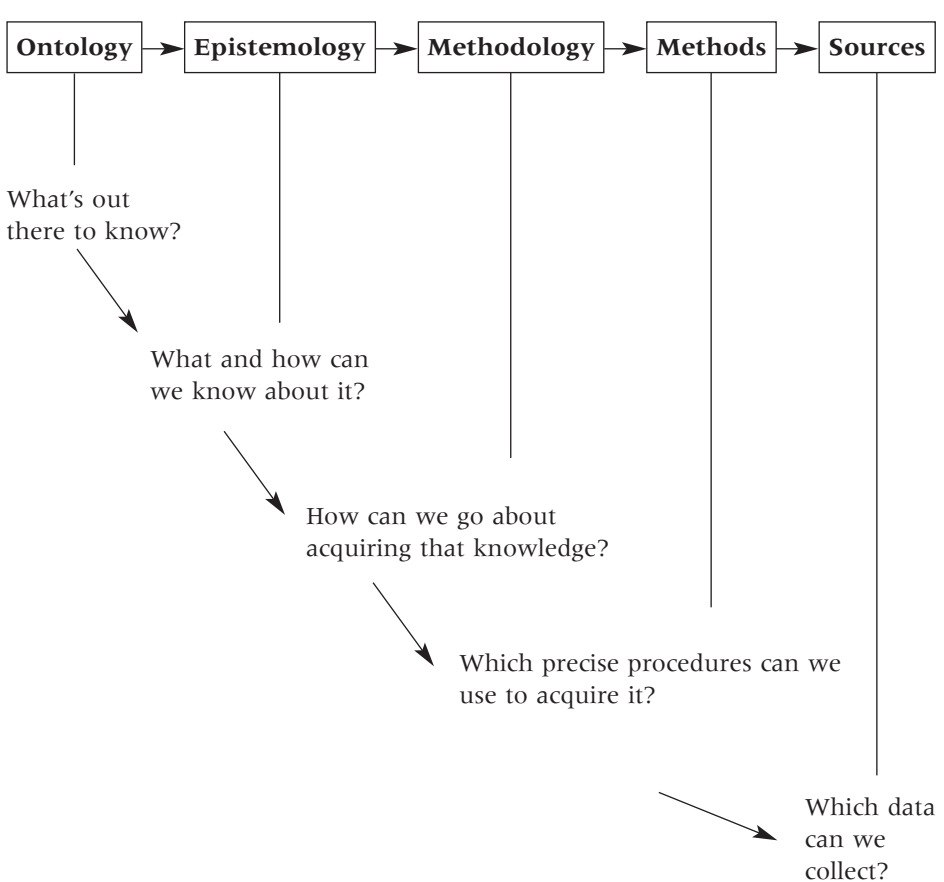 Ontology Epistemology Methodology Methods Sources
What's out
there to know?
What and how can
we know about it?
How can we go about
acquiring that knowledge?
Which precise procedures can we
use to acquire it?
Which data
can we
collect?